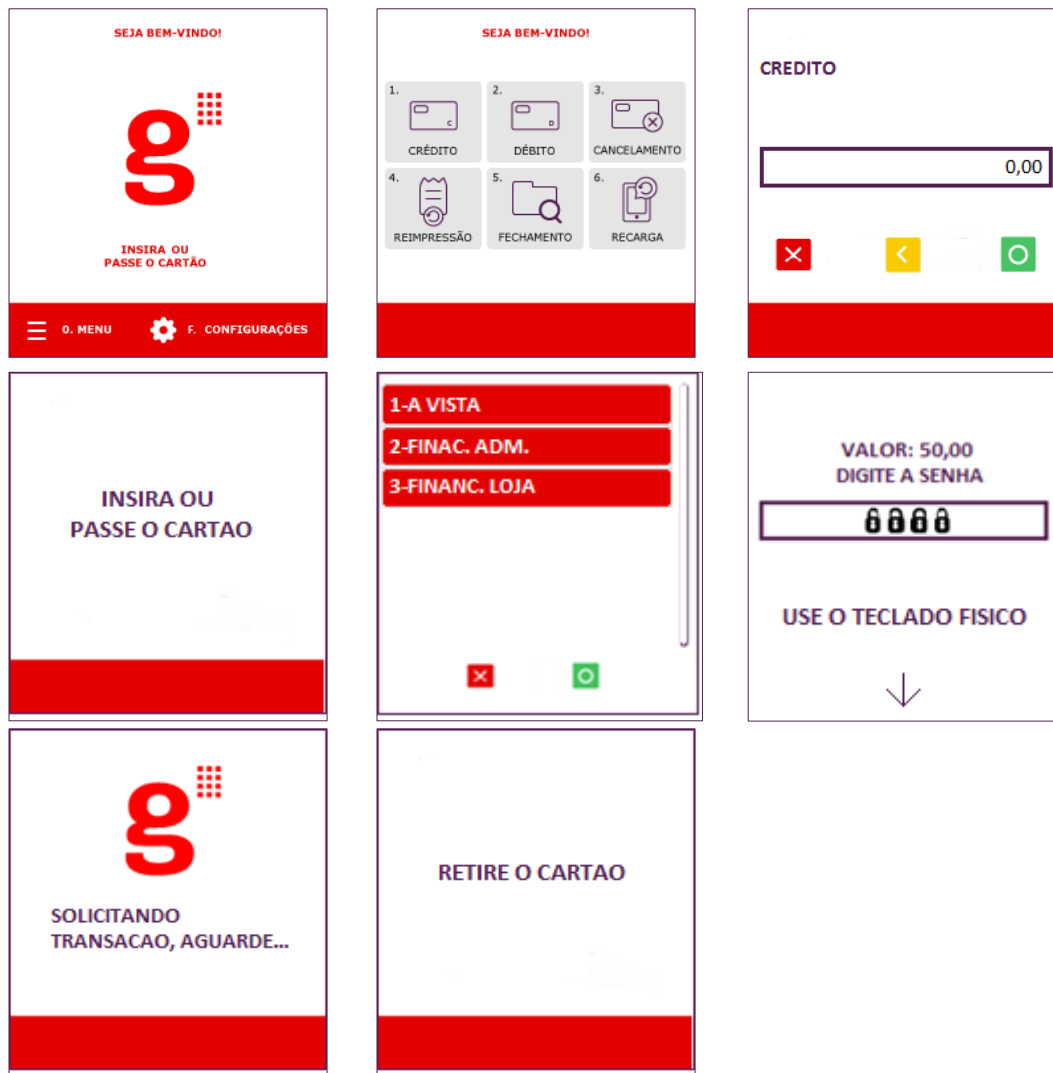 SEJA BEM-VINDO!
g
INSIRA OU
PASSE O CARTÃO
0. MENU
F. CONFIGURAÇÕES
SEJA BEM-VINDO!
1.
C
CRÉDITO
2.
D
DÉBITO
3.
CANCELAMENTO
4.
REIMPRESSÃO
5.
FECHAMENTO
6.
RECARGA
CREDITO
0,00
INSIRA OU
PASSE O CARTAO
1-A VISTA
2-FINAC. ADM.
3-FINANC. LOJA
VALOR: 50,00
DIGITE A SENHA
USE O TECLADO FISICO
g
SOLICITANDO
TRANSACAO, AGUARDE...
RETIRE O CARTAO